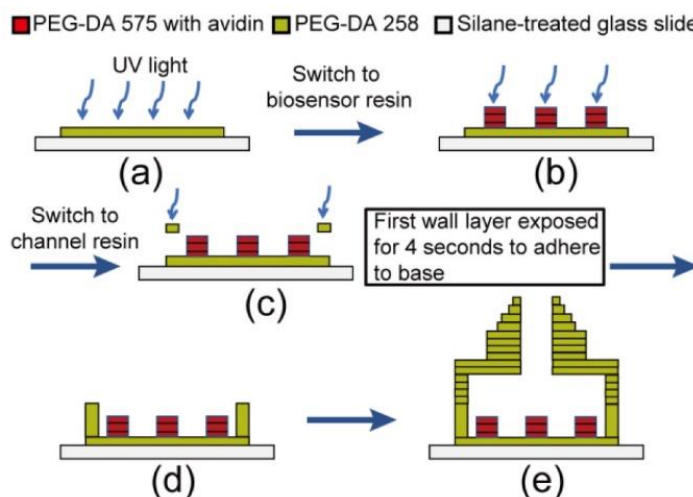 PEG-DA 575 with avidin PEG-DA 258 Silane-treated glass slide
UV light
Switch to
biosensor resin
(a)
(b)
Switch to
channel resin
(c)
First wall layer exposed
for 4 seconds to adhere
to base
(d)
(e)